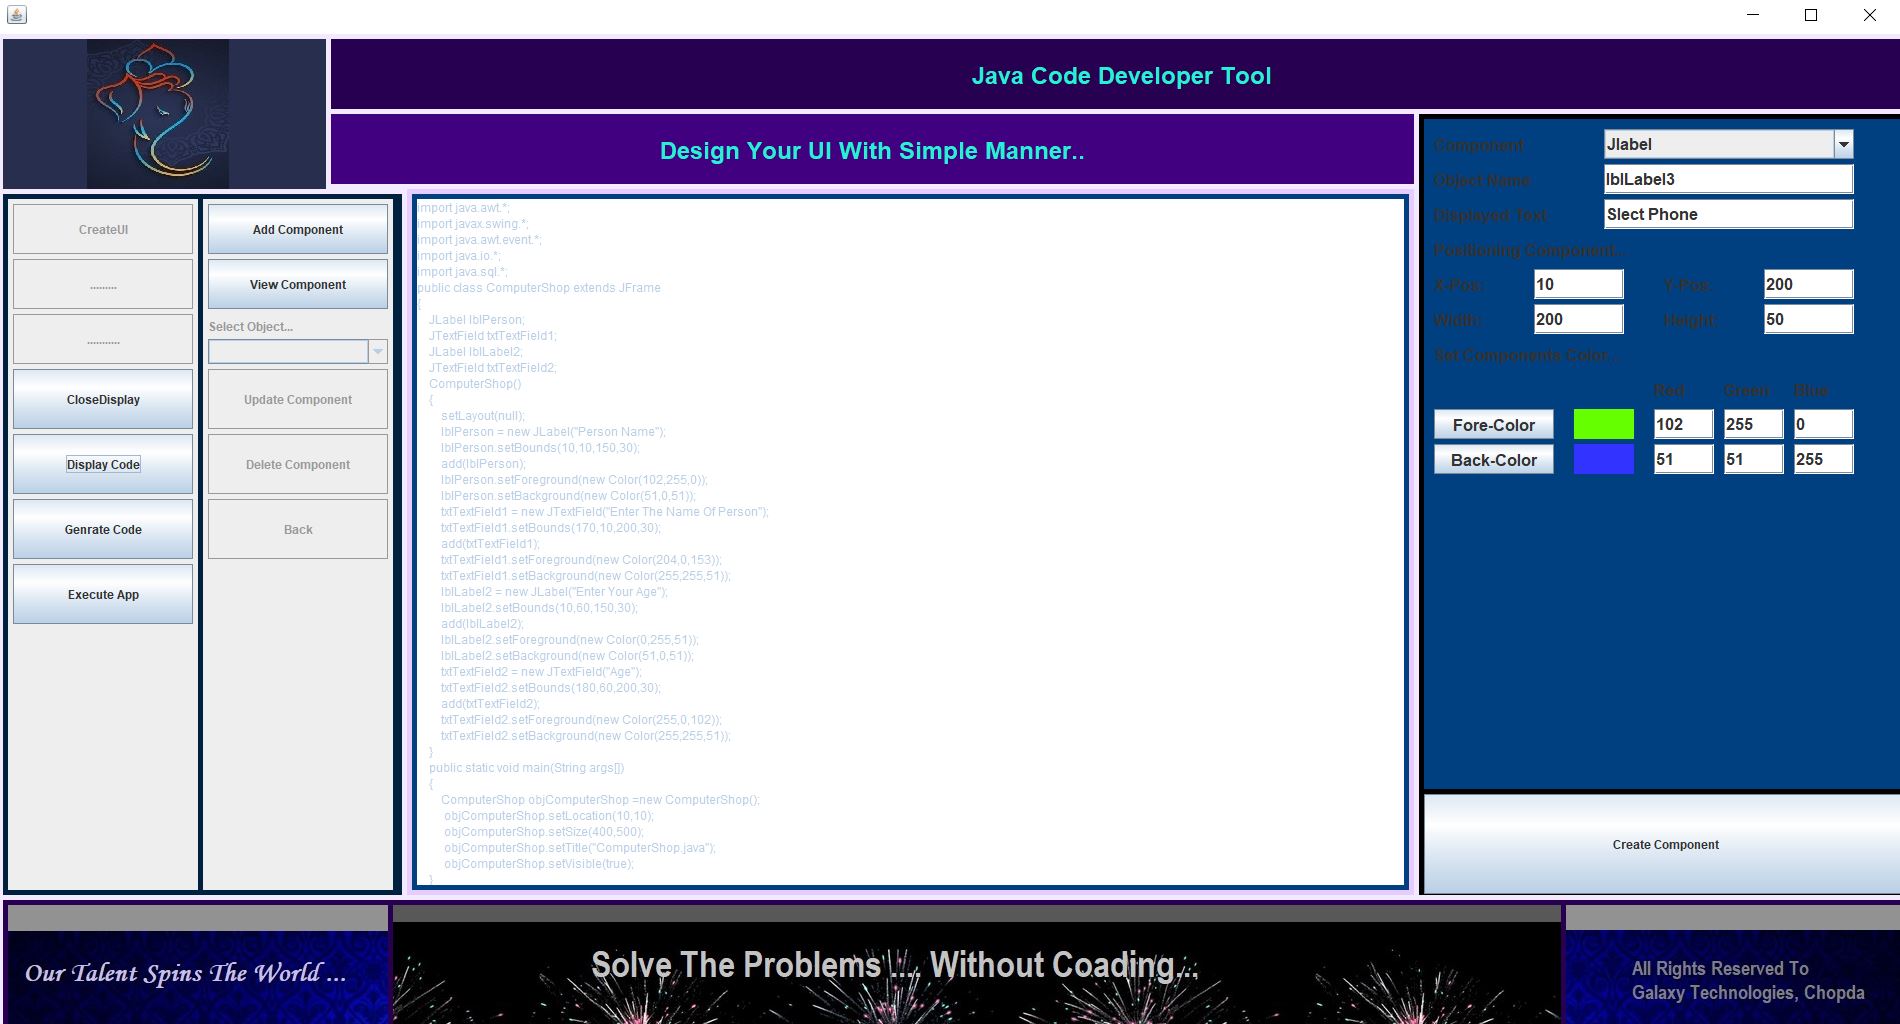 Java Code Developer Tool
Design Your UI With Simple Manner..
CreateUI
.........
...........
CloseDisplay
Display Code
Genrate Code
Execute App
Add Component
View Component
Select Object...
Update Component
Delete Component
Back
import java.awt.*;
import javax.swing.*;
import java.awt.event.*;
import java.io.*;
import java.sql.*;
public class ComputerShop extends JFrame
{
JLabel lblPerson;
JTextField txtTextField1;
JLabel lblLabel2;
JTextField txtTextField2;
ComputerShop()
{
setLayout(null);
lblPerson = new JLabel("Person Name");
lblPerson.setBounds(10,10,150,30);
add(lblPerson);
lblPerson.setForeground(new Color(102,255,0));
lblPerson.setBackground(new Color(51,0,51));
txtTextField1 = new JTextField("Enter The Name Of Person");
txtTextField1.setBounds(170,10,200,30);
add(txtTextField1);
txtTextField1.setForeground(new Color(204,0,153));
txtTextField1.setBackground(new Color(255,255,51));
lblLabel2 = new JLabel("Enter Your Age");
lblLabel2.setBounds(10,60,150,30);
add(lblLabel2);
lblLabel2.setForeground(new Color(0,255,51));
lblLabel2.setBackground(new Color(51,0,51));
txtTextField2 = new JTextField("Age");
txtTextField2.setBounds(180,60,200,30);
add(txtTextField2);
txtTextField2.setForeground(new Color(255,0,102));
txtTextField2.setBackground(new Color(255,255,51));
}
public static void main(String args[])
{
ComputerShop objComputerShop =new ComputerShop();
objComputerShop.setLocation(10,10);
objComputerShop.setSize(400,500);
objComputerShop.setTitle("ComputerShop.java");
objComputerShop.setVisible(true);
}
Component Jlabel
Object Name lblLabel3
Displayed Text Slect Phone
Positioning Component...
X-Pos: 10 Y-Pos: 200
Width: 200 Height: 50
Set Components Color...
Red Green Blue
Fore-Color 102 255 0
Back-Color 51 51 255
Create Component
Our Talent Spins The World ...
Solve The Problems .... Without Coading...
All Rights Reserved To
Galaxy Technologies, Chopda